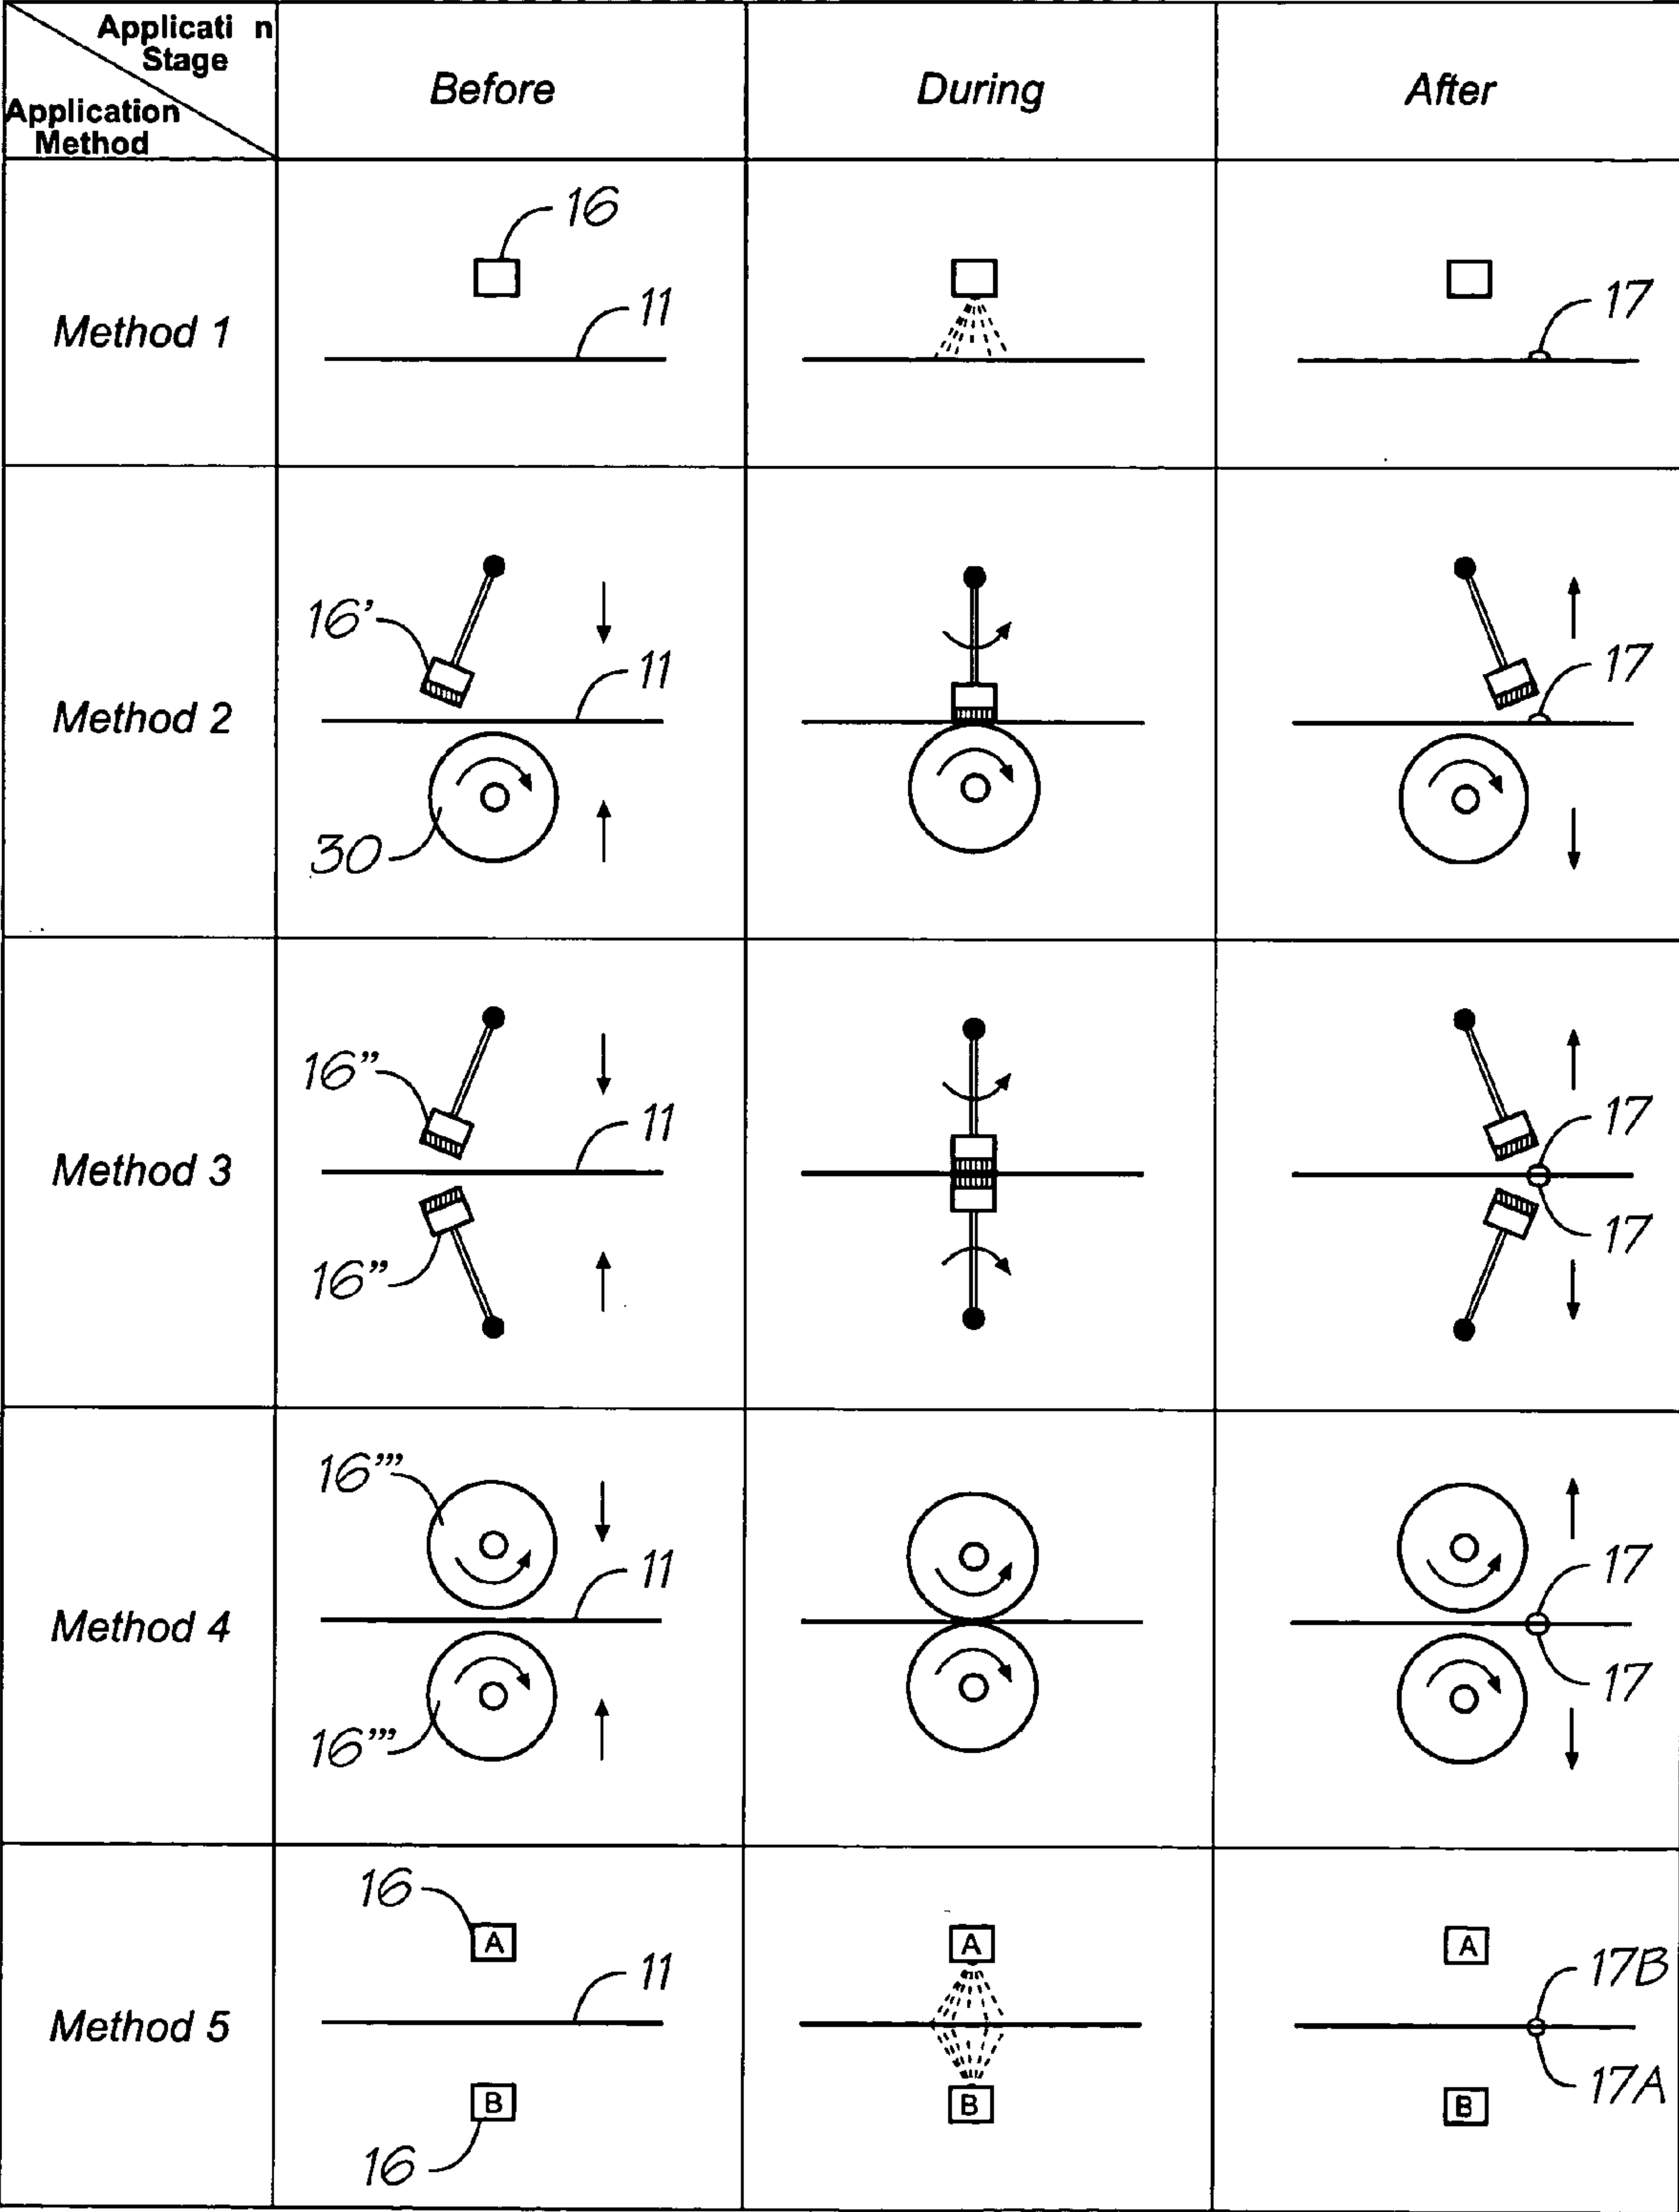 Applicati n
Stage
Application
Method
Before
During
After
Method 1
16
11
17
Method 2
16’
11
30
17
Method 3
16”
11
16”
17
17
Method 4
16”’
11
16”’
17
17
Method 5
16
A
11
B
16
A
B
A
17B
17A
B